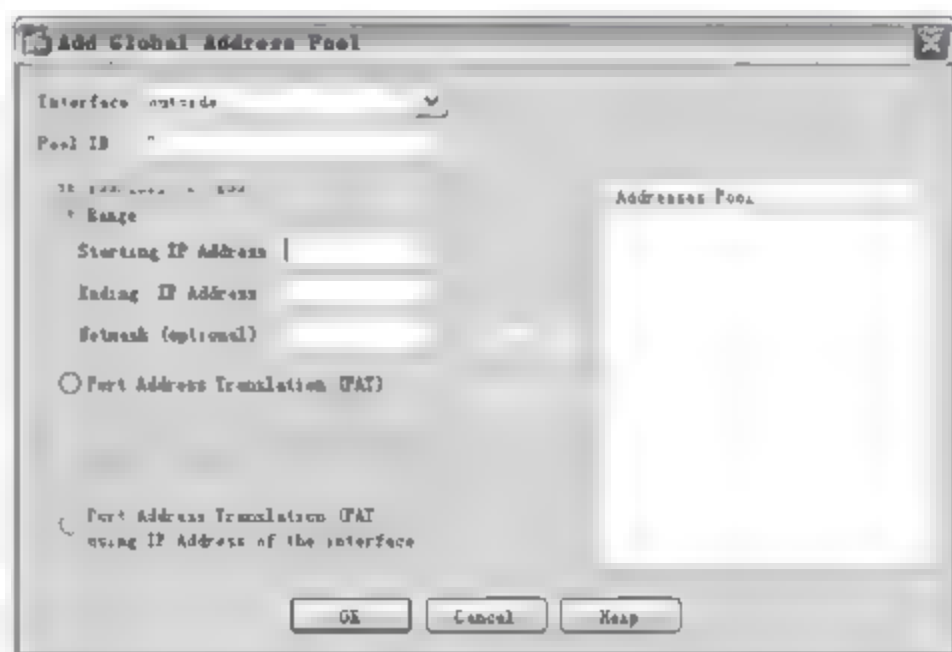 Add Global Address Pool
Interface outside
Pool ID
Range
Addresses Pool
Starting IP Address
Ending IP Address
Netmask (optional)
Port Address Translation (PAT)
Port Address Translation (PAT
using IP Address of the interface
OK
Cancel
Help